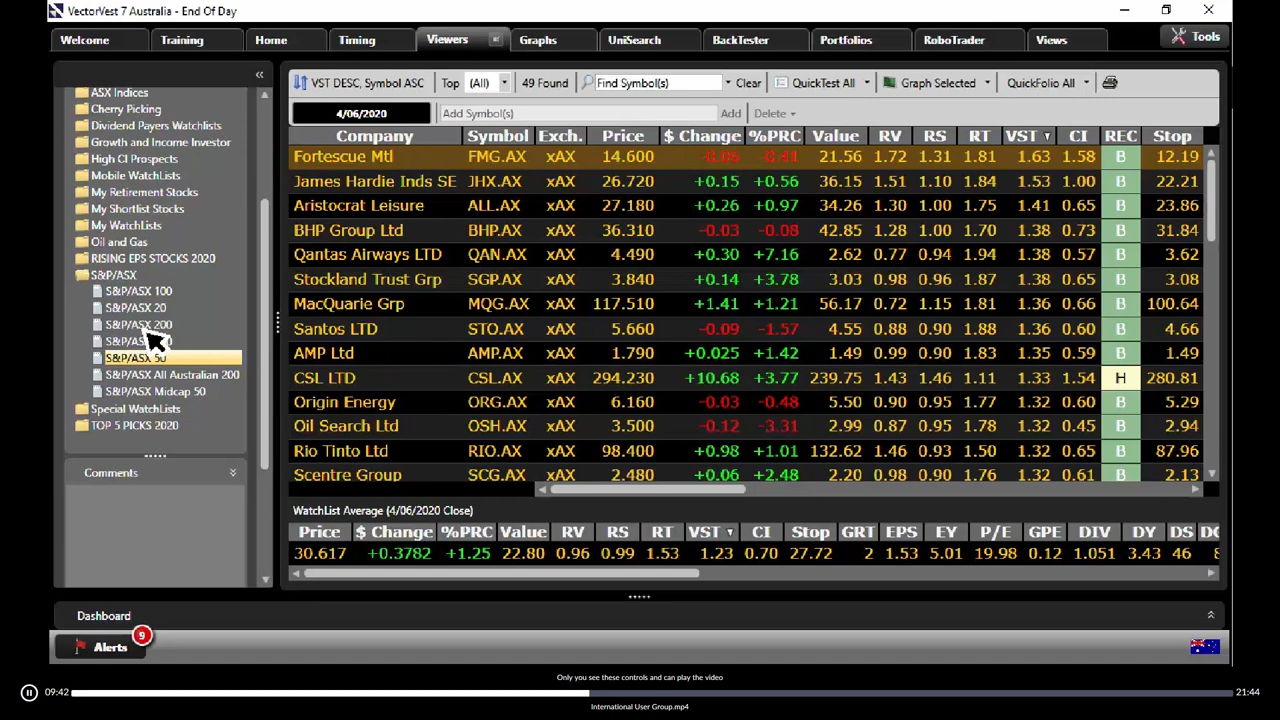 VectorVest 7 Australia - End Of Day
Welcome Training Home Timing Viewers Graphs UniSearch BackTester Portfolios RoboTrader Views Tools
ASX Indices
Cherry Picking
Dividend Payers Watchlists
Growth and Income Investor
High CI Prospects
Mobile WatchLists
My Retirement Stocks
My Shortlist Stocks
My WatchLists
Oil and Gas
RISING EPS STOCKS 2020
S&P/ASX
S&P/ASX 100
S&P/ASX 20
S&P/ASX 200
S&P/ASX 50
S&P/ASX All Australian 200
S&P/ASX Midcap 50
Special WatchLists
TOP 5 PICKS 2020
Comments
VST DESC, Symbol ASC Top (All) 49 Found Find Symbol(s) Clear QuickTest All Graph Selected QuickFolio All
4/06/2020 Add Symbol(s) Add Delete
Company Symbol Exch. Price $ Change %PRC Value RV RS RT VST CI REC Stop
Fortescue Mtl FMG.AX xAX 14.600 -0.06 -0.41 21.56 1.72 1.31 1.81 1.63 1.58 B 12.19
James Hardie Inds SE JHX.AX xAX 26.720 +0.15 +0.56 36.15 1.51 1.10 1.84 1.53 1.00 B 22.21
Aristocrat Leisure ALL.AX xAX 27.180 +0.26 +0.97 34.26 1.30 1.00 1.75 1.41 0.65 B 23.86
BHP Group Ltd BHP.AX xAX 36.310 -0.03 -0.08 42.85 1.28 1.00 1.70 1.38 0.73 B 31.84
Qantas Airways LTD QAN.AX xAX 4.490 +0.30 +7.16 2.62 0.77 0.94 1.94 1.38 0.57 B 3.62
Stockland Trust Grp SGP.AX xAX 3.840 +0.14 +3.78 3.03 0.98 0.96 1.87 1.38 0.65 B 3.08
MacQuarie Grp MQG.AX xAX 117.510 +1.41 +1.21 56.17 0.72 1.15 1.81 1.36 0.66 B 100.64
Santos LTD STO.AX xAX 5.660 -0.09 -1.57 4.91 0.88 0.90 1.88 1.36 0.60 B 4.66
AMP Ltd AMP.AX xAX 1.790 +0.025 +1.42 1.49 0.99 0.90 1.83 1.35 0.59 B 1.49
CSL LTD CSL.AX xAX 294.230 +10.68 +3.77 239.75 1.43 1.46 1.11 1.33 1.54 H 280.81
Origin Energy ORG.AX xAX 6.160 -0.03 -0.48 5.50 0.90 0.95 1.77 1.32 0.60 B 5.29
Oil Search Ltd OSH.AX xAX 3.500 -0.12 -3.31 2.99 0.87 0.95 1.78 1.32 0.45 B 2.94
Rio Tinto Ltd RIO.AX xAX 98.400 +0.98 +1.01 132.62 1.46 0.93 1.50 1.32 0.65 B 87.96
Scentre Group SCG.AX xAX 2.480 +0.06 +2.48 2.20 0.98 0.90 1.76 1.32 0.61 B 2.13
WatchList Average (4/06/2020 Close)
Price $ Change %PRC Value RV RS RT VST CI Stop GRT EPS EY P/E GPE DIV DY DS
30.617 +0.3782 +1.25 22.80 0.96 0.99 1.53 1.23 0.70 27.72 2 1.53 5.01 19.98 0.12 1.051 3.43 46
Dashboard
Alerts 9
Only you see these controls and can play the video
09:42 21:44
International User Group.mp4